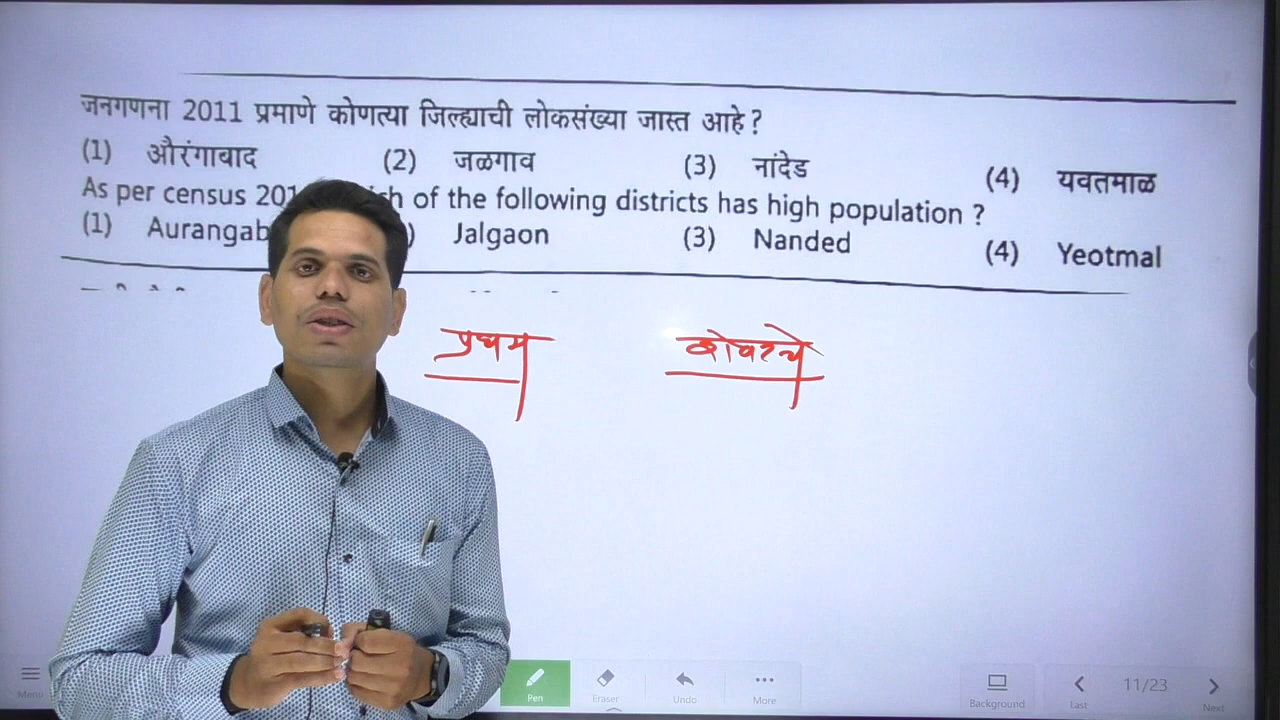 जनगणना 2011 प्रमाणे कोणत्या जिल्ह्याची लोकसंख्या जास्त आहे?
(1) औरंगाबाद (2) जळगाव (3) नांदेड (4) यवतमाळ
As per census of the following districts has high population ?
(1) Jalgaon (3) Nanded (4) Yeotmal
प्रथम शेवटचे
Menu Pen Eraser Undo More Background Last 11/23 Next